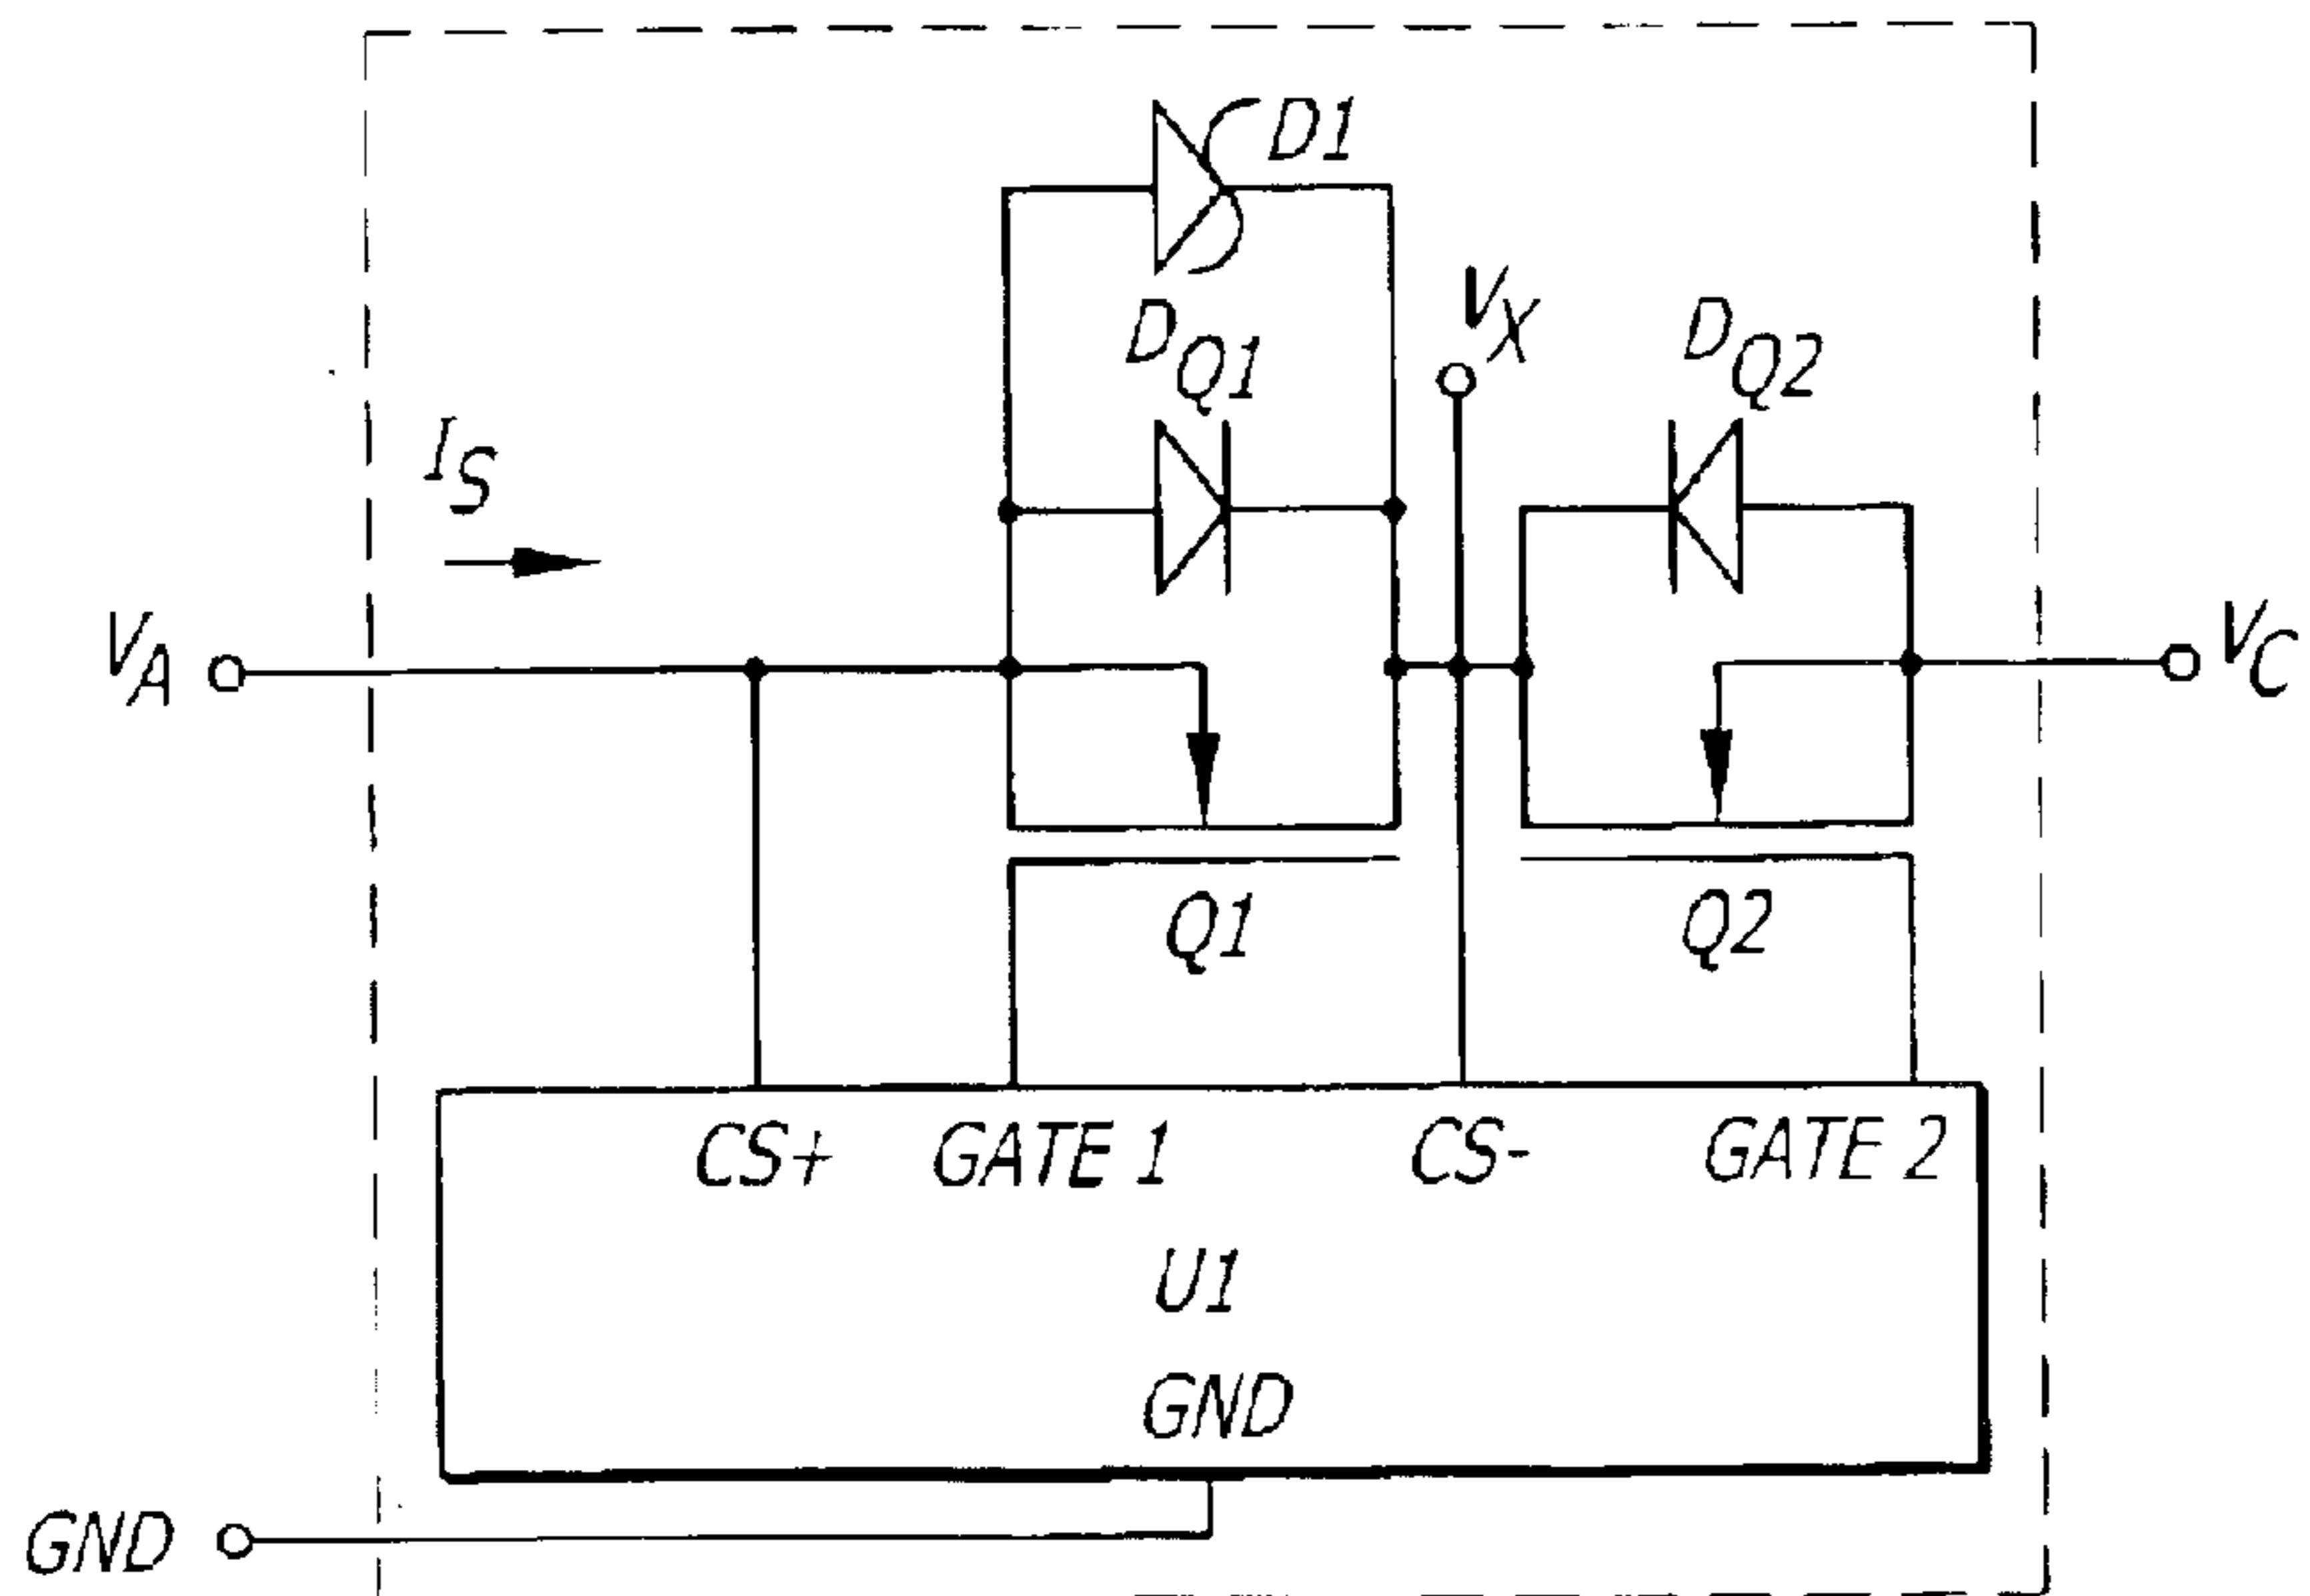 D1
D_Q1
V_X
D_Q2
I_S
V_A
V_C
Q1
Q2
CS+ GATE 1 CS- GATE 2
U1
GND
GND